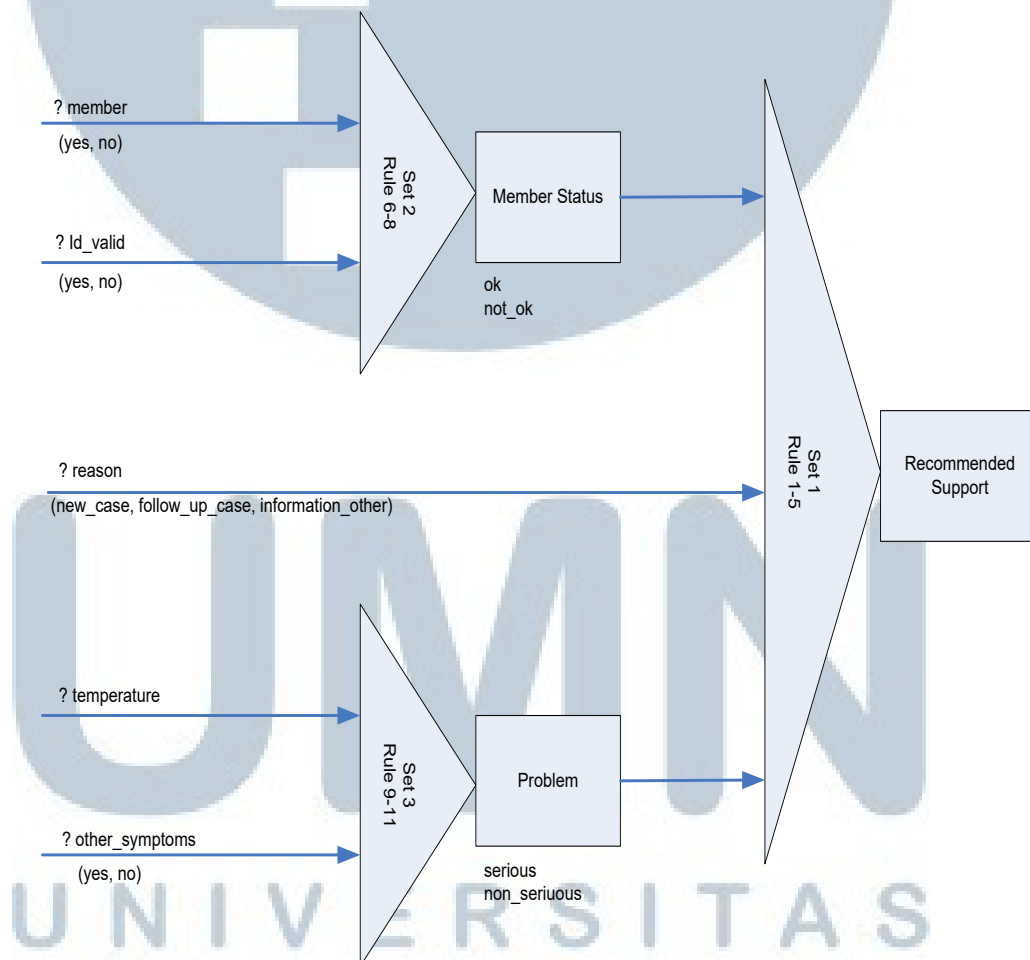 ? member
(yes, no)
Set 2
Rule 6-8
Member Status
? Id_valid
(yes, no)
ok
not_ok
? reason
(new_case, follow_up_case, information_other)
Set 1
Rule 1-5
Recommended
Support
? temperature
Set 3
Rule 9-11
Problem
? other_symptoms
(yes, no)
serious
non_seriuous
UMN
UNIVERSITAS